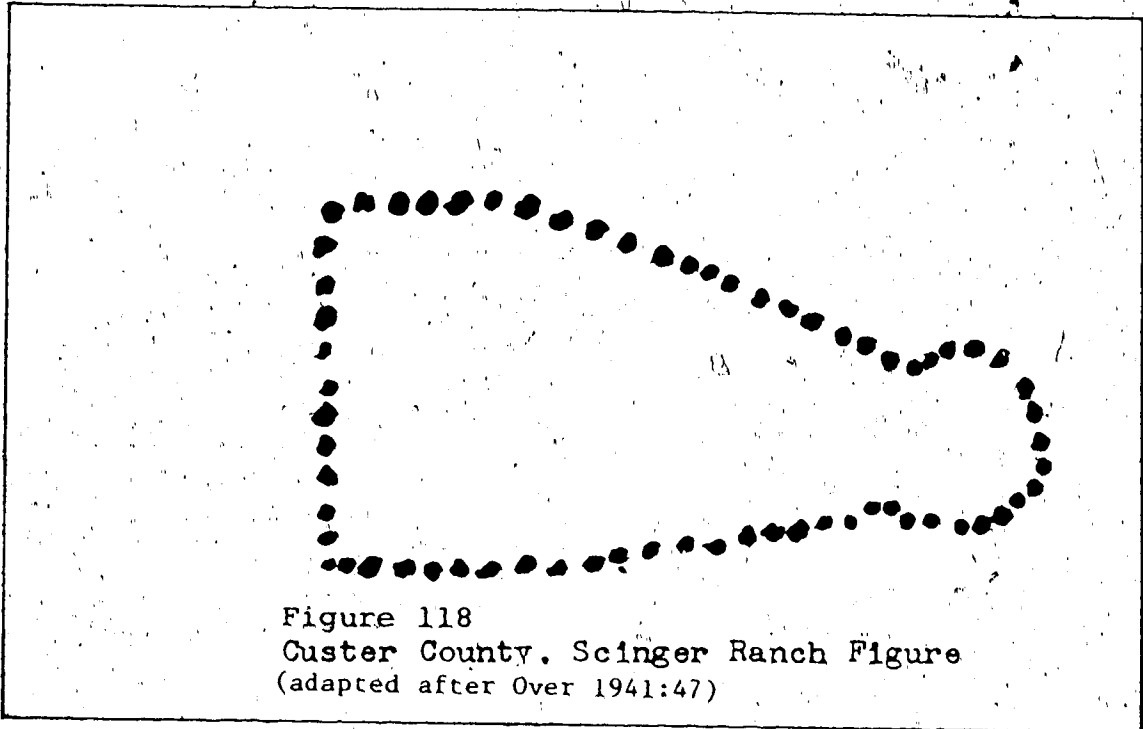 Figure 118
Custer County. Scinger Ranch Figure
(adapted after Over 1941:47)